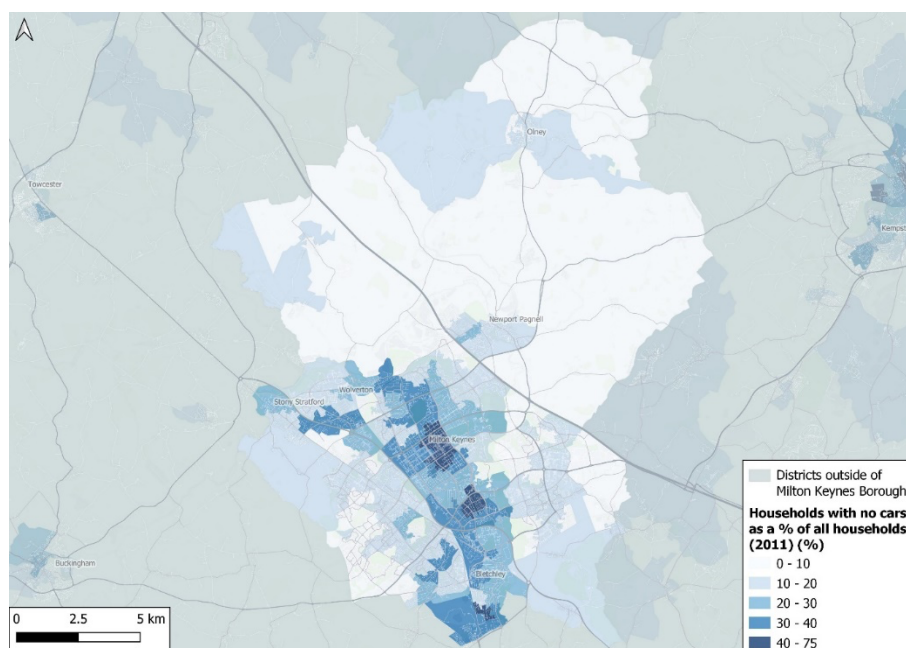 Olney
Towcester
Kempst
Newport Pagnell
Wolverton
Stony Stratford
Milton Keynes
Buckingham
Bletchley
Districts outside of
Milton Keynes Borough
Households with no cars
as a % of all households
(2011) (%)
0 - 10
10 - 20
20 - 30
30 - 40
40 - 75
0 2.5 5 km